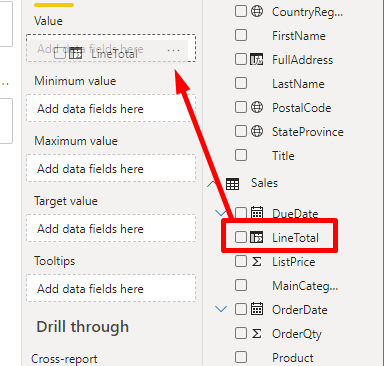 Value
Add data fields here
LineTotal
Minimum value
Add data fields here
Maximum value
Add data fields here
Target value
Add data fields here
Tooltips
Add data fields here
Drill through
Cross-report
CountryReg...
FirstName
FullAddress
LastName
PostalCode
StateProvince
Title
Sales
DueDate
LineTotal
ListPrice
MainCateg...
OrderDate
OrderQty
Product